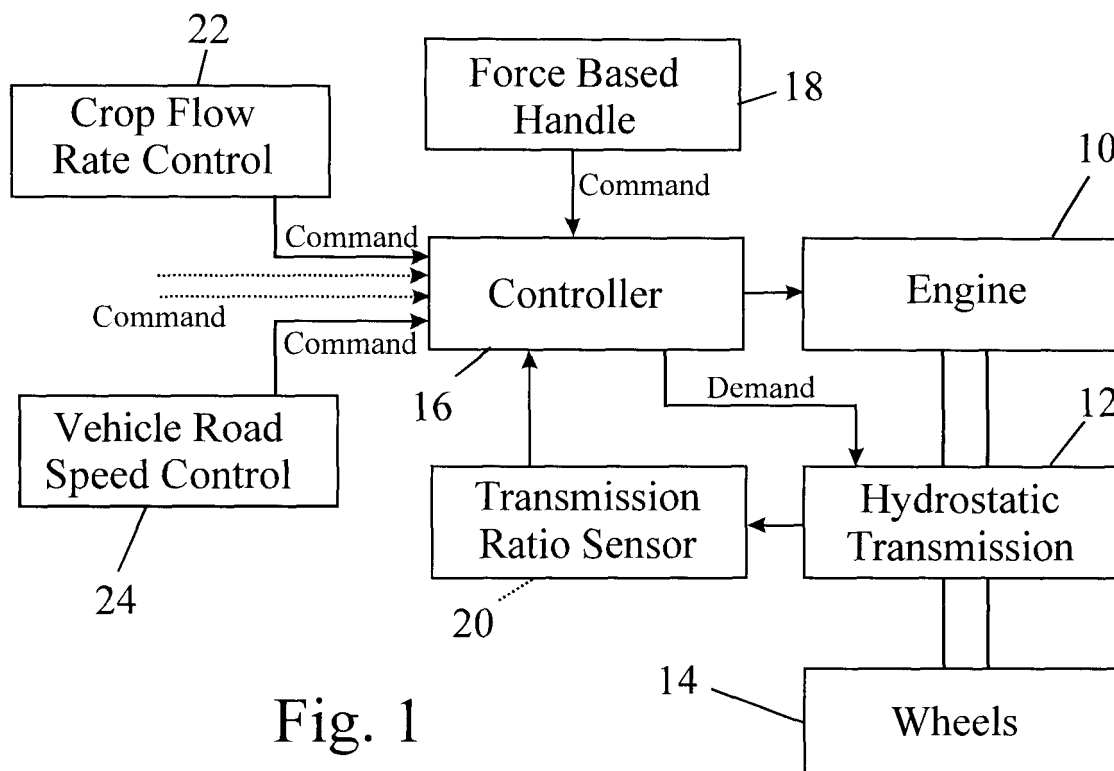 22
Crop Flow
Rate Control
Force Based
Handle
18
Command
10
Command
Command
Command
Controller
Engine
16
Demand
12
Vehicle Road
Speed Control
24
Transmission
Ratio Sensor
20
Hydrostatic
Transmission
14
Wheels
Fig. 1